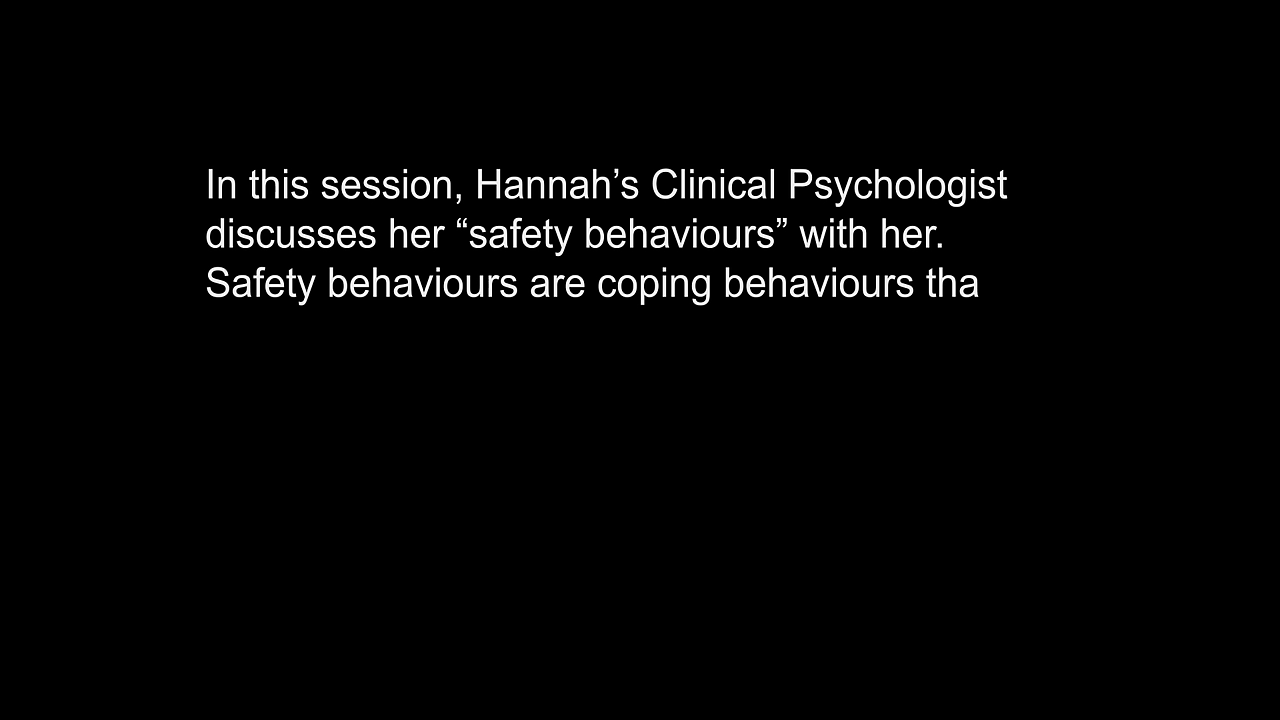 In this session, Hannah’s Clinical Psychologist
discusses her “safety behaviours” with her.
Safety behaviours are coping behaviours tha